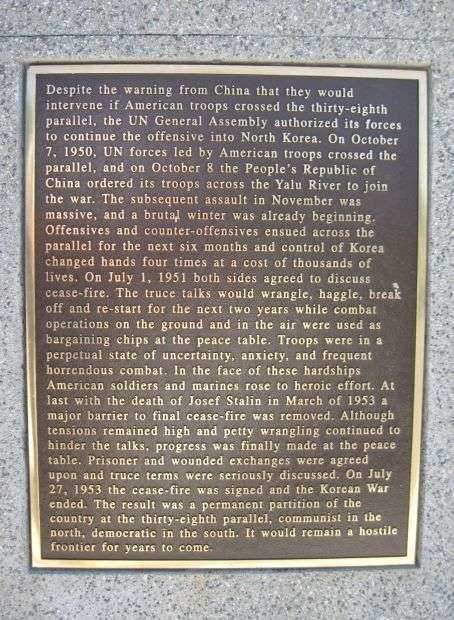 Despite the warning from China that they would
intervene if American troops crossed the thirty-eighth
parallel, the UN General Assembly authorized its forces
to continue the offensive into North Korea. On October
7, 1950, UN forces led by American troops crossed the
parallel, and on October 8 the People's Republic of
China ordered its troops across the Yalu River to join
the war. The subsequent assault in November was
massive, and a brutal winter was already beginning.
Offensives and counter-offensives ensued across the
parallel for the next six months and control of Korea
changed hands four times at a cost of thousands of
lives. On July 1, 1951 both sides agreed to discuss
cease-fire. The truce talks would wrangle, haggle, break
off and re-start for the next two years while combat
operations on the ground and in the air were used as
bargaining chips at the peace table. Troops were in a
perpetual state of uncertainty, anxiety, and frequent
horrendous combat. In the face of these hardships
American soldiers and marines rose to heroic effort. At
last with the death of Josef Stalin in March of 1953 a
major barrier to final cease-fire was removed. Although
tensions remained high and petty wrangling continued to
hinder the talks, progress was finally made at the peace
table. Prisoner and wounded exchanges were agreed
upon and truce terms were seriously discussed. On July
27, 1953 the cease-fire was signed and the Korean War
ended. The result was a permanent partition of the
country at the thirty-eighth parallel, communist in the
north, democratic in the south. It would remain a hostile
frontier for years to come.